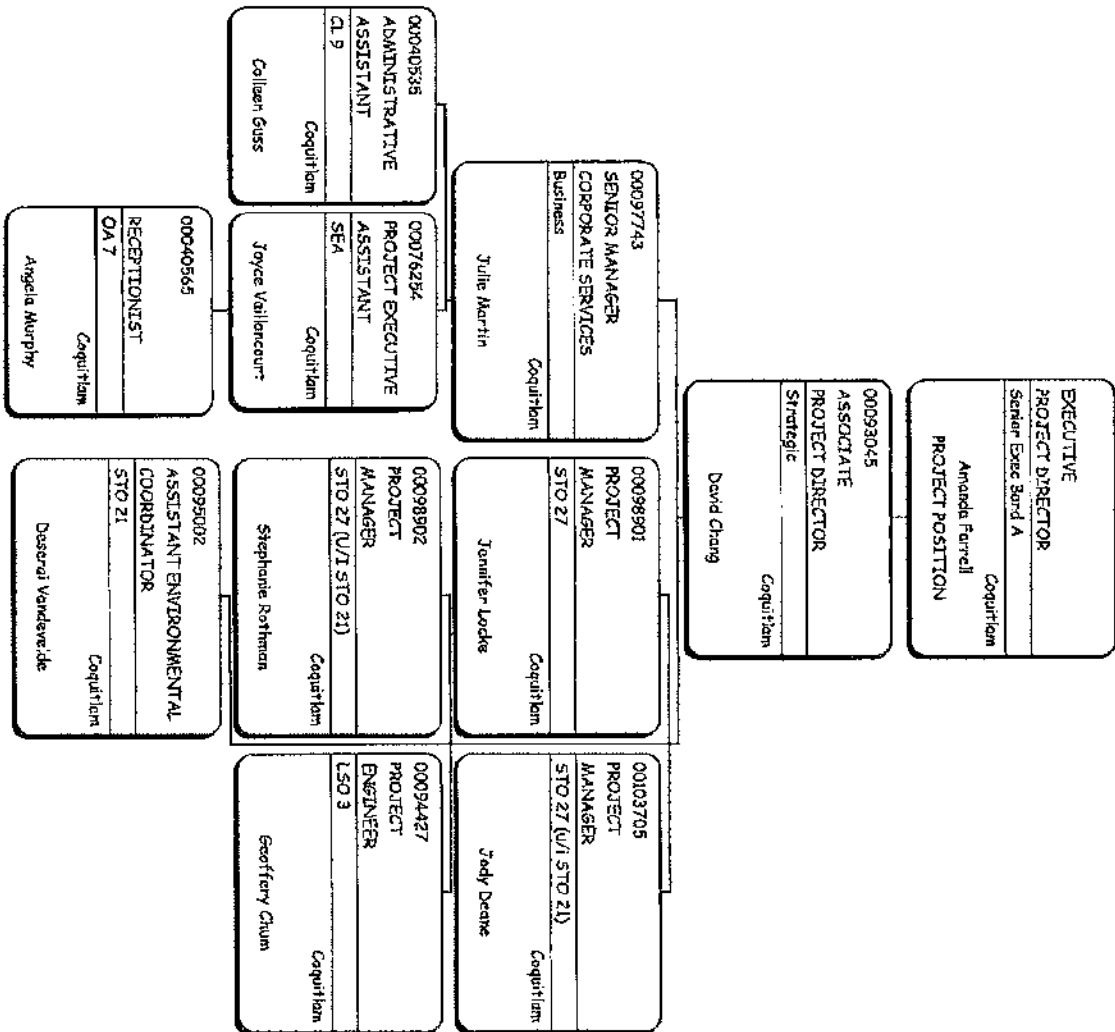 EXECUTIVE
PROJECT DIRECTOR
Senior Exec Band A
Coquitlam
Amanda Farrell
PROJECT POSITION
00093045
ASSOCIATE
PROJECT DIRECTOR
Strategic
Coquitlam
David Chang
00097743
SENIOR MANAGER
CORPORATE SERVICES
Business
Coquitlam
Julie Martin
00098901
PROJECT
MANAGER
STO 27
Coquitlam
Jennifer Locke
00103705
PROJECT
MANAGER
STO 27 (u/i STO 21)
Coquitlam
Jody Deane
00040535
ADMINISTRATIVE
ASSISTANT
CL 9
Coquitlam
Colleen Guss
00076254
PROJECT EXECUTIVE
ASSISTANT
SEA
Coquitlam
Joyce Vaillancourt
00098902
PROJECT
MANAGER
STO 27 (U/I STO 21)
Coquitlam
Stephanie Rothman
00094427
PROJECT
ENGINEER
LSO 3
Coquitlam
Geoffery Chum
00040565
RECEPTIONIST
OA 7
Coquitlam
Angela Murphy
00095002
ASSISTANT ENVIRONMENTAL
COORDINATOR
STO 21
Coquitlam
Deserai Vandevelde